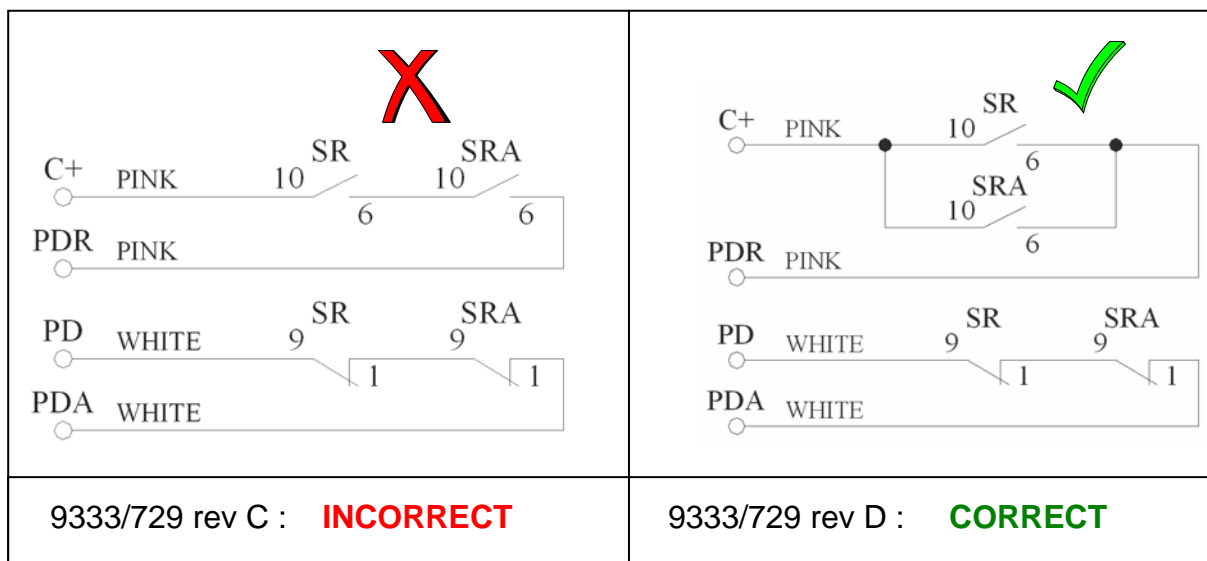 SR SRA
C+ PINK 10 10
6 6
PDR PINK
SR SRA
PD WHITE 9 9
1 1
PDA WHITE
9333/729 rev C : INCORRECT
SR
C+ PINK 10
6
SRA
10
6
PDR PINK
SR SRA
PD WHITE 9 9
1 1
PDA WHITE
9333/729 rev D : CORRECT